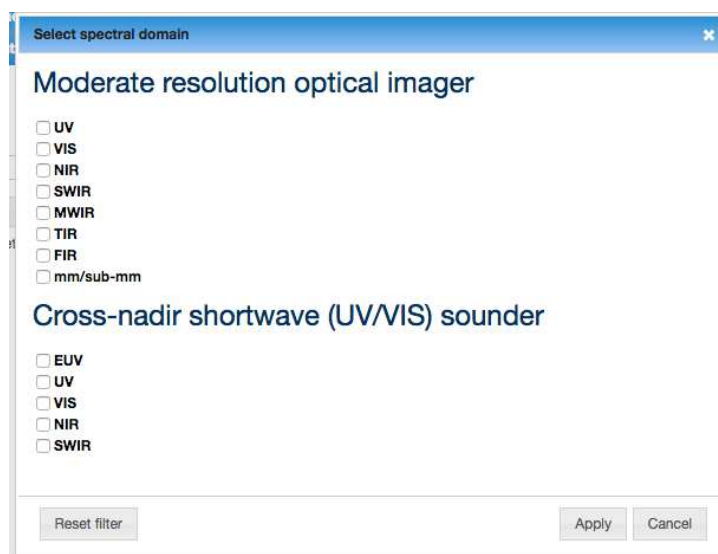 Select spectral domain
Moderate resolution optical imager
UV
VIS
NIR
SWIR
MWIR
TIR
FIR
mm/sub-mm
Cross-nadir shortwave (UV/VIS) sounder
EUV
UV
VIS
NIR
SWIR
Reset filter
Apply
Cancel